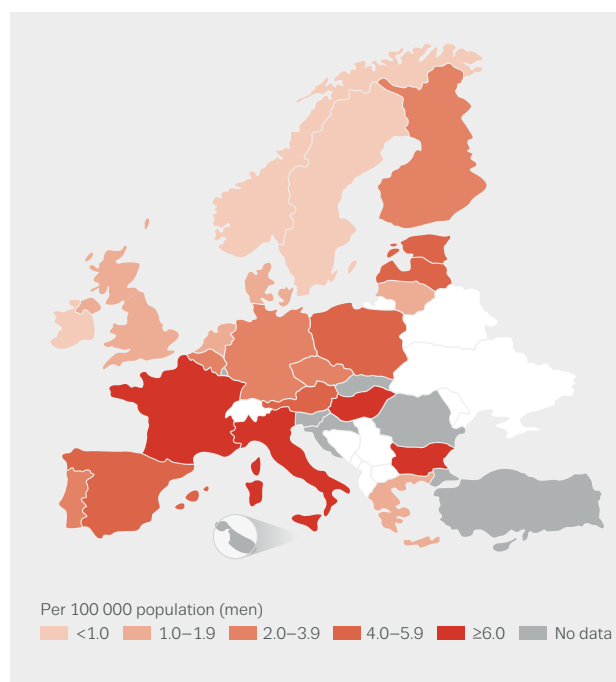 Per 100 000 population (men)
<1.0 1.0–1.9 2.0–3.9 4.0–5.9 ≥6.0 No data